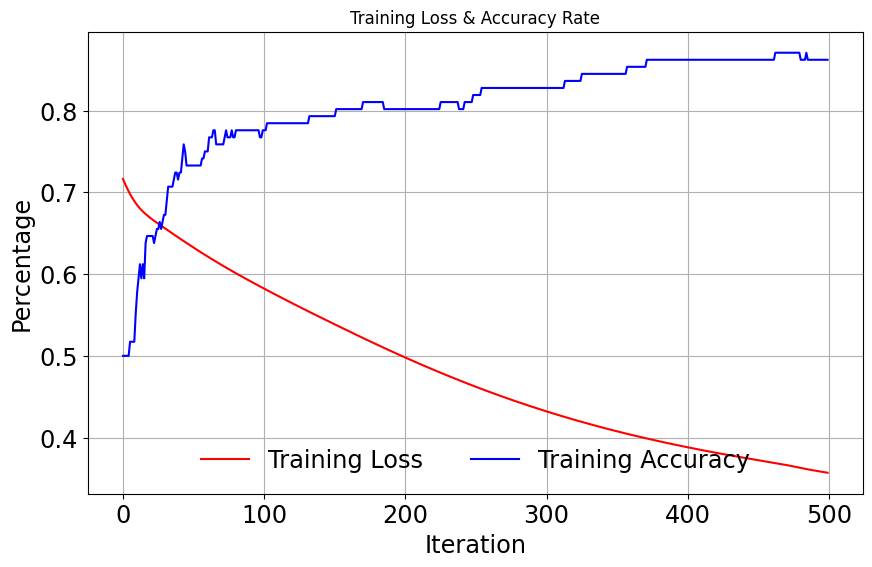 Training Loss & Accuracy Rate
Percentage
0.8
0.7
0.6
0.5
0.4
Training Loss
Training Accuracy
0 100 200 300 400 500
Iteration